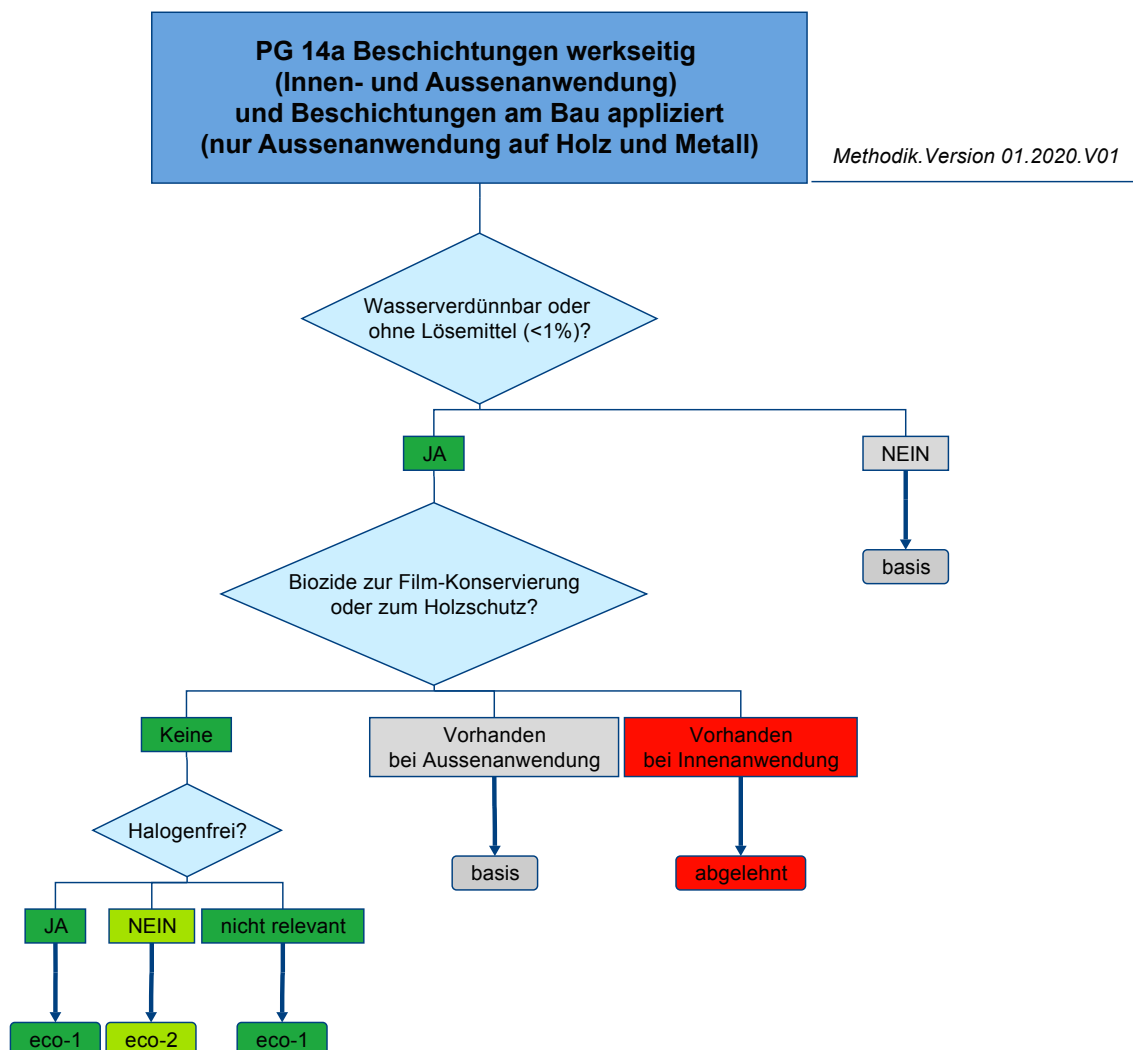 PG 14a Beschichtungen werkseitig
(Innen- und Aussenanwendung)
und Beschichtungen am Bau appliziert
(nur Aussenanwendung auf Holz und Metall)
Methodik.Version 01.2020.V01
Wasserverdünnbar oder
ohne Lösemittel (<1%)?
JA
NEIN
basis
Biozide zur Film-Konservierung
oder zum Holzschutz?
Keine
Vorhanden
bei Aussenanwendung
Vorhanden
bei Innenanwendung
Halogenfrei?
basis
abgelehnt
JA
NEIN
nicht relevant
eco-1
eco-2
eco-1